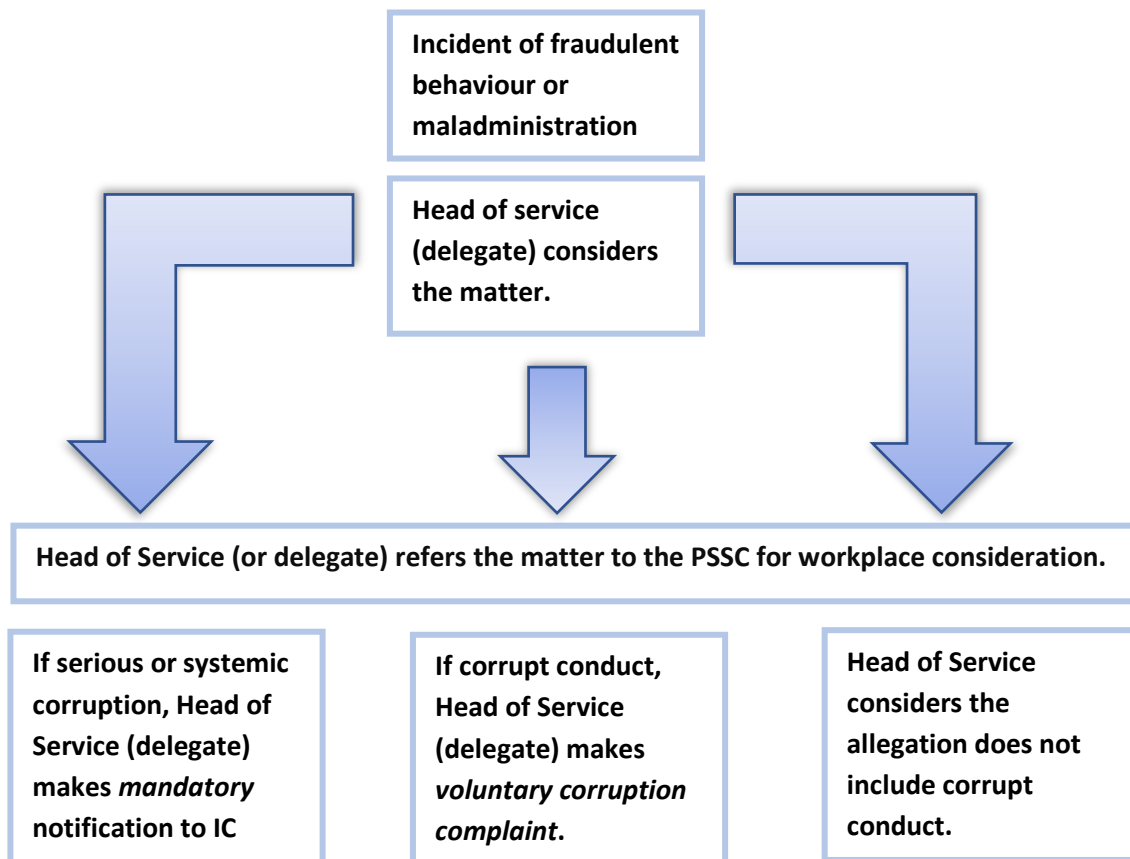 Incident of fraudulent
behaviour or
maladministration
Head of service
(delegate) considers
the matter.
Head of Service (or delegate) refers the matter to the PSSC for workplace consideration.
If serious or systemic
corruption, Head of
Service (delegate)
makes mandatory
notification to IC
If corrupt conduct,
Head of Service
(delegate) makes
voluntary corruption
complaint.
Head of Service
considers the
allegation does not
include corrupt
conduct.